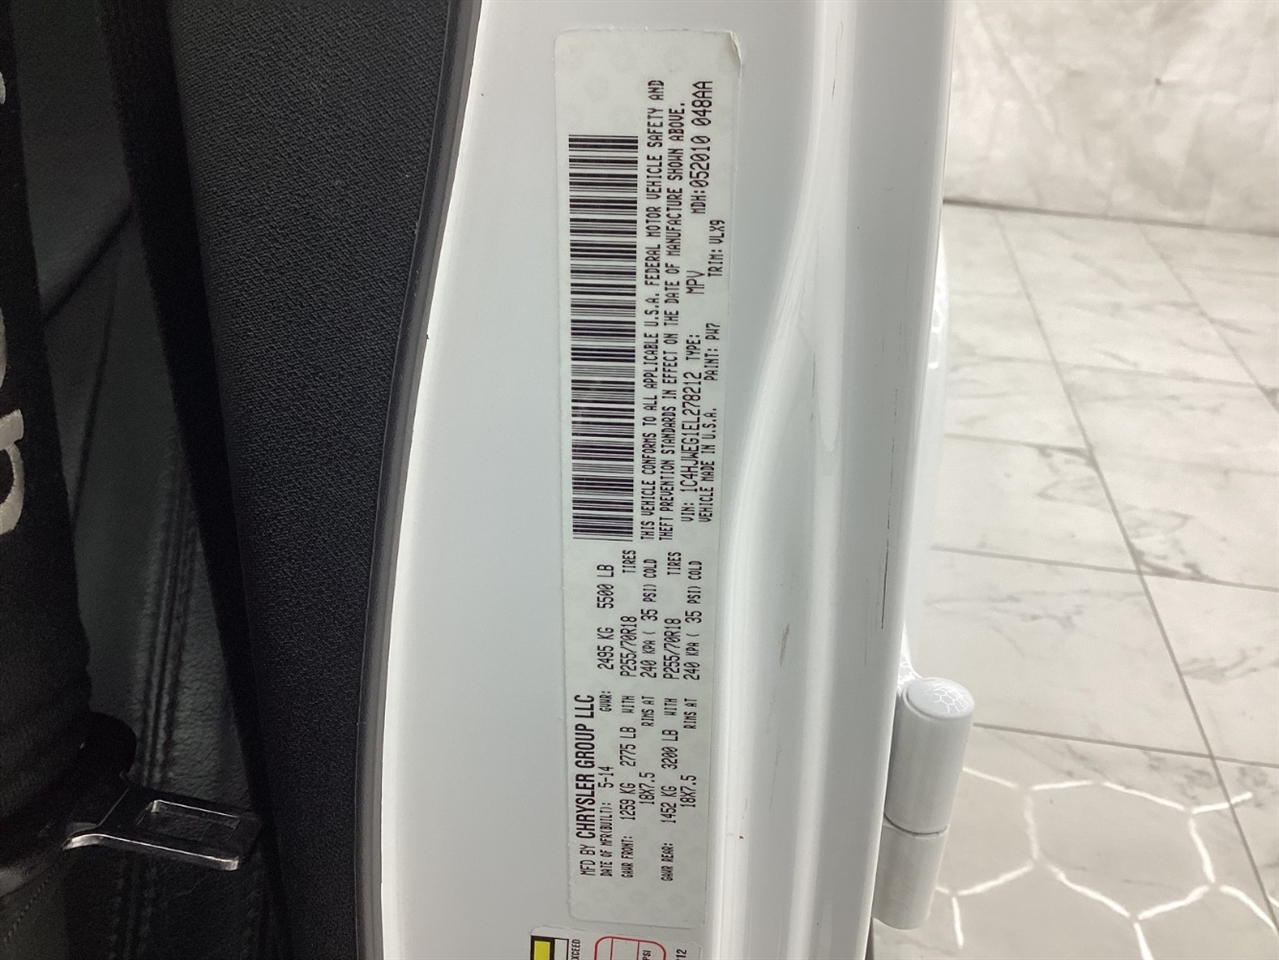 MFD BY CHRYSLER GROUP LLC
DATE OF MFR(BUILT): 5-14 GVWR: 2495 KG 5500 LB
GAWR FRONT: 1259 KG 2775 LB WITH P255/70R18 TIRES
18X7.5 RIMS AT 240 KPA ( 35 PSI) COLD
GAWR REAR: 1452 KG 3200 LB WITH P255/70R18 TIRES
18X7.5 RIMS AT 240 KPA ( 35 PSI) COLD
THIS VEHICLE CONFORMS TO ALL APPLICABLE U.S.A. FEDERAL MOTOR VEHICLE SAFETY AND
THEFT PREVENTION STANDARDS IN EFFECT ON THE DATE OF MANUFACTURE SHOWN ABOVE.
VIN: 1C4HJWEG1EL278212 TYPE: MPV MDH:052010 048AA
VEHICLE MADE IN U.S.A. PAINT: PW7 TRIM: VLX9
PSI